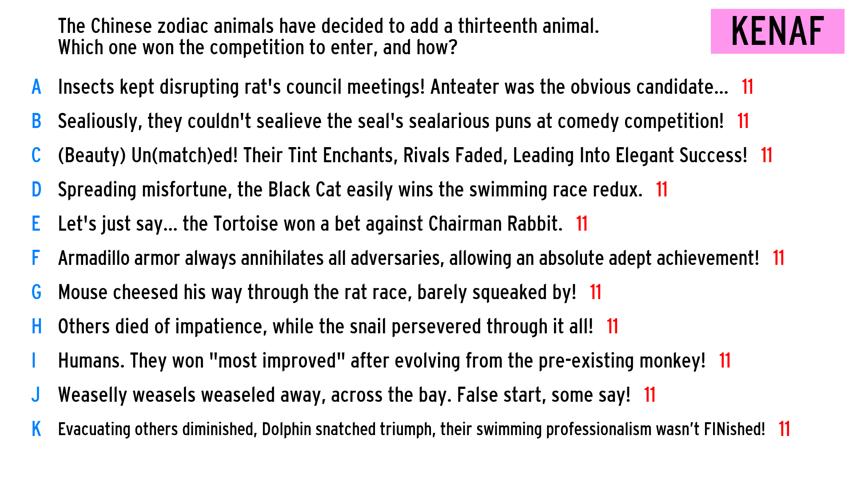 The Chinese zodiac animals have decided to add a thirteenth animal.
Which one won the competition to enter, and how?
KENAF
A Insects kept disrupting rat's council meetings! Anteater was the obvious candidate... 11
B Sealiously, they couldn't sealieve the seal's sealarious puns at comedy competition! 11
C (Beauty) Un(match)ed! Their Tint Enchants, Rivals Faded, Leading Into Elegant Success! 11
D Spreading misfortune, the Black Cat easily wins the swimming race redux. 11
E Let's just say... the Tortoise won a bet against Chairman Rabbit. 11
F Armadillo armor always annihilates all adversaries, allowing an absolute adept achievement! 11
G Mouse cheesed his way through the rat race, barely squeaked by! 11
H Others died of impatience, while the snail persevered through it all! 11
I Humans. They won "most improved" after evolving from the pre-existing monkey! 11
J Weaselly weasels weaseled away, across the bay. False start, some say! 11
K Evacuating others diminished, Dolphin snatched triumph, their swimming professionalism wasn't FINished! 11